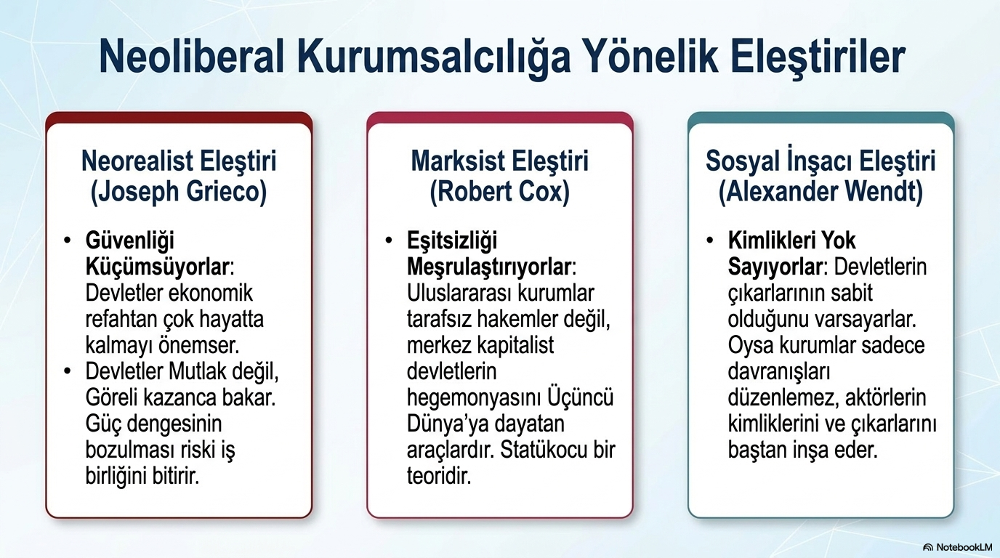 Neoliberal Kurumsalcılığa Yönelik Eleştiriler
Neorealist Eleştiri
(Joseph Grieco)
• Güvenliği
Küçümsüyorlar:
Devletler ekonomik
refahtan çok hayatta
kalmayı önemser.
• Devletler Mutlak değil,
Göreli kazanca bakar.
Güç dengesinin
bozulması riski iş
birliğini bitirir.
Marksist Eleştiri
(Robert Cox)
• Eşitsizliği
Meşrulaştırıyorlar:
Uluslararası kurumlar
tarafsız hakemler değil,
merkez kapitalist
devletlerin
hegemonyasını Üçüncü
Dünya’ya dayatan
araçlardır. Statükocu bir
teoridir.
Sosyal İnşacı Eleştiri
(Alexander Wendt)
• Kimlikleri Yok
Sayıyorlar: Devletlerin
çıkarlarının sabit
olduğunu varsayarlar.
Oysa kurumlar sadece
davranışları
düzenlemez, aktörlerin
kimliklerini ve çıkarlarını
baştan inşa eder.
NotebookLM